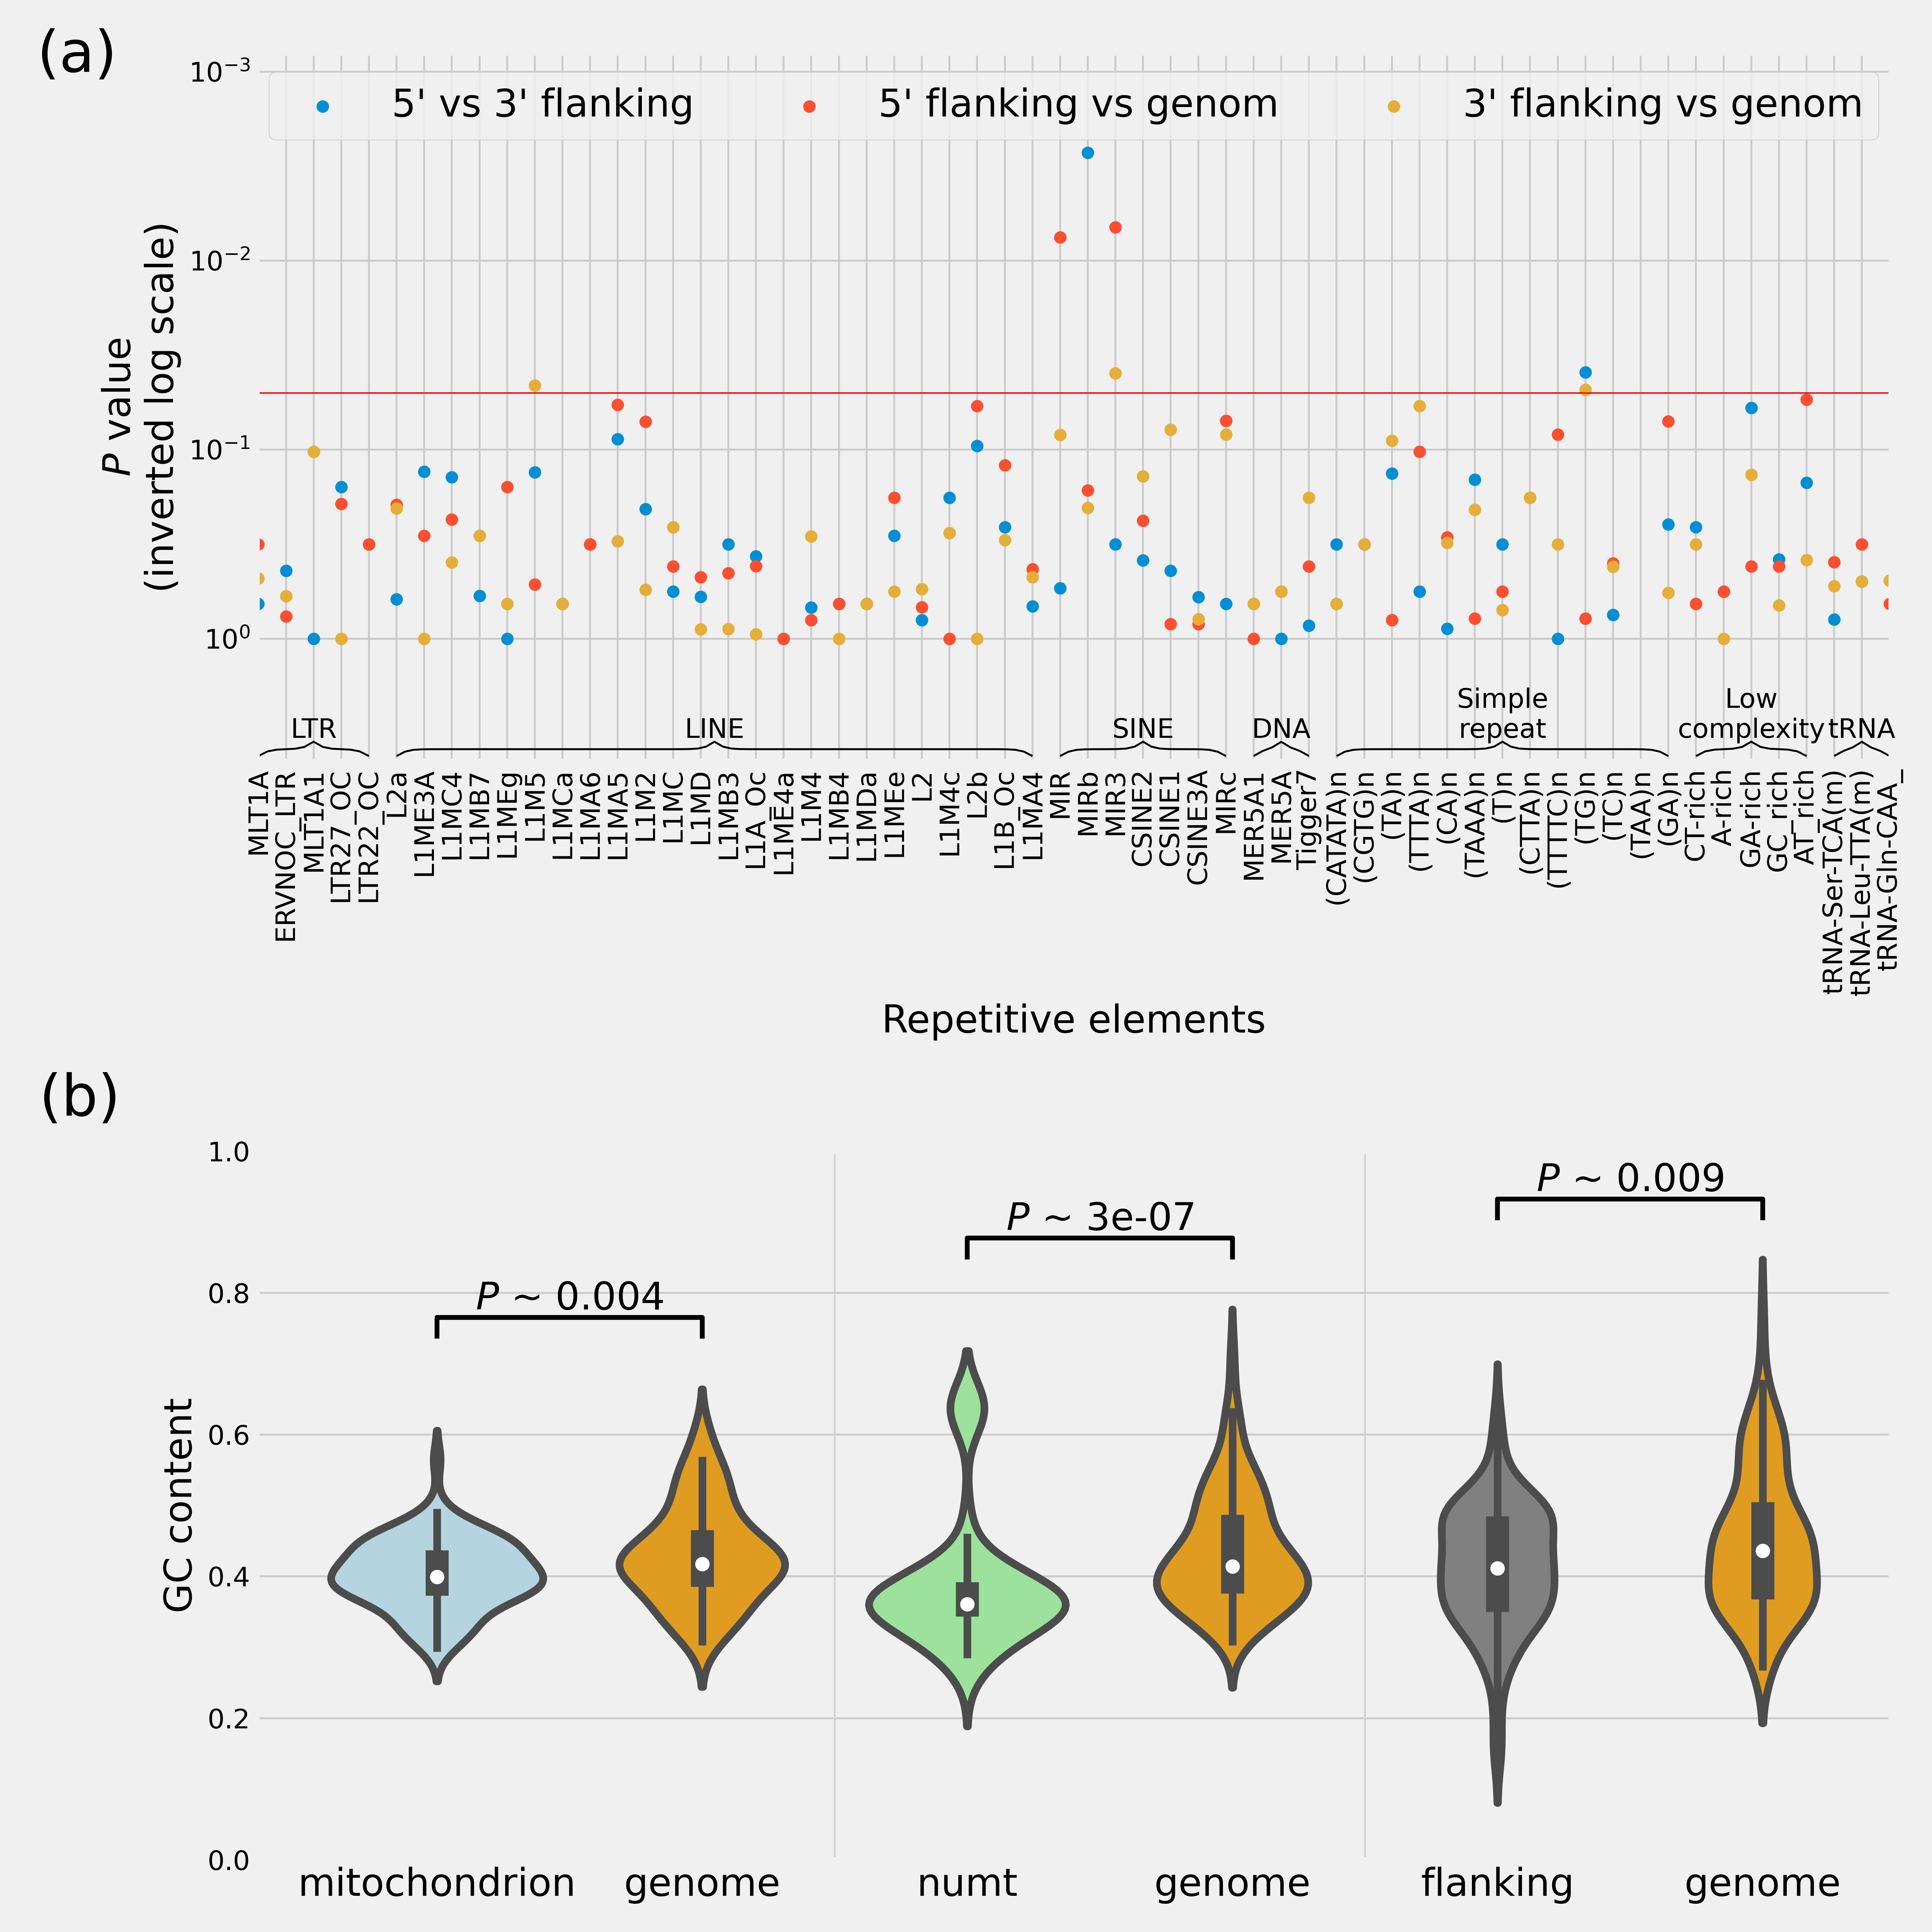 (a)
10⁻³
5' vs 3' flanking
5' flanking vs genom
3' flanking vs genom
10⁻²
10⁻¹
10⁰
P value
(inverted log scale)
LTR
LINE
SINE
DNA
Simple
repeat
Low
complexity
tRNA
MLT1A
ERVNOC_LTR
MLT1A1
LTR27_OC
LTR22_OC
L2a
L1ME3A
L1MC4
L1MB7
L1MEg
L1M5
L1MCa
L1MA6
L1MA5
L1M2
L1MC
L1MD
L1MB3
L1A_Oc
L1ME4a
L1M4
L1MB4
L1MDa
L1MEe
L2
L1M4c
L2b
L1B_Oc
L1MA4
MIR
MIRb
MIR3
CSINE2
CSINE1
CSINE3A
MIRc
MER5A1
MER5A
Tigger7
(CATATA)n
(CGTG)n
(TA)n
(TTTA)n
(CA)n
(TAAA)n
(T)n
(CTTA)n
(TTTTC)n
(TG)n
(TC)n
(TAA)n
(GA)n
CT-rich
A-rich
GA-rich
GC_rich
AT_rich
tRNA-Ser-TCA(m)
tRNA-Leu-TTA(m)
tRNA-Gln-CAA_
Repetitive elements
(b)
1.0
0.8
0.6
0.4
0.2
0.0
GC content
P ~ 0.004
P ~ 3e-07
P ~ 0.009
mitochondrion
genome
numt
genome
flanking
genome